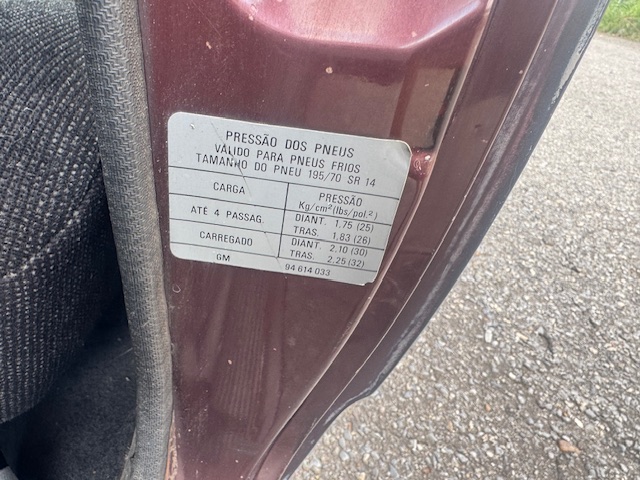 PRESSÃO DOS PNEUS
VÁLIDO PARA PNEUS FRIOS
TAMANHO DO PNEU 195/70 SR 14
CARGA PRESSÃO
Kg/cm² (lbs/pol.²)
ATÉ 4 PASSAG. DIANT. 1.75 (25)
TRAS. 1.83 (26)
CARREGADO DIANT. 2.10 (30)
TRAS. 2.25 (32)
GM 94 614 033